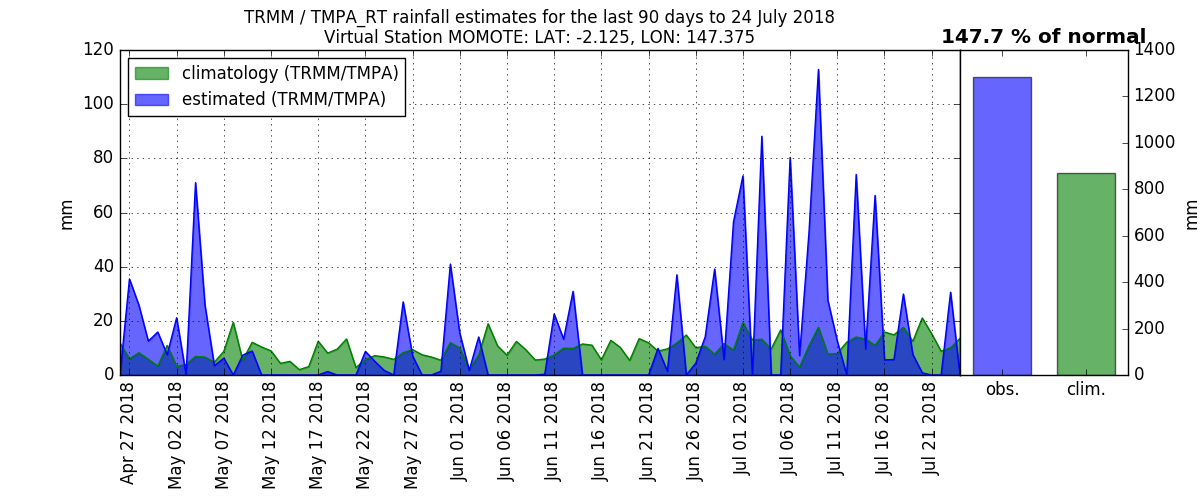 TRMM / TMPA_RT rainfall estimates for the last 90 days to 24 July 2018
Virtual Station MOMOTE: LAT: -2.125, LON: 147.375
147.7 % of normal
climatology (TRMM/TMPA)
estimated (TRMM/TMPA)
mm
120
100
80
60
40
20
0
Apr 27 2018
May 02 2018
May 07 2018
May 12 2018
May 17 2018
May 22 2018
May 27 2018
Jun 01 2018
Jun 06 2018
Jun 11 2018
Jun 16 2018
Jun 21 2018
Jun 26 2018
Jul 01 2018
Jul 06 2018
Jul 11 2018
Jul 16 2018
Jul 21 2018
obs.
clim.
1400
1200
1000
800
600
400
200
0
mm